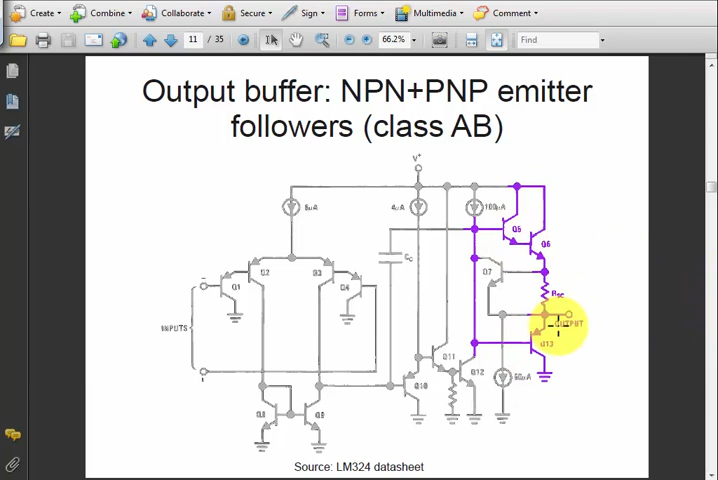 Create Combine Collaborate Secure Sign Forms Multimedia Comment
11 / 35 66.2% Find
Output buffer: NPN+PNP emitter
followers (class AB)
V+
6μA 4μA 100μA
Q5
Q6
CC
Q7
Q1 Q2 Q3 Q4
RSC
OUTPUT
INPUTS
Q13
Q11
Q12
50μA
Q10
Q8 Q9
Source: LM324 datasheet